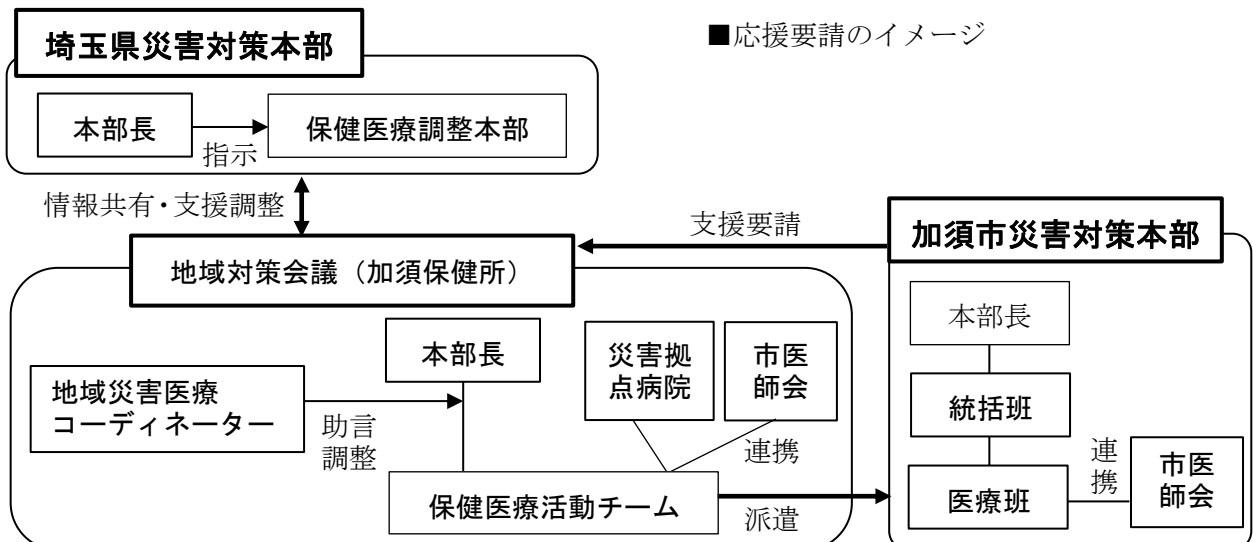 ■応援要請のイメージ
埼玉県災害対策本部
本部長
指示
保健医療調整本部
情報共有・支援調整
支援要請
地域対策会議（加須保健所）
本部長
災害拠
点病院
市医
師会
地域災害医療
コーディネーター
助言
調整
連携
保健医療活動チーム
派遣
加須市災害対策本部
本部長
統括班
医療班
連
携
市医
師会